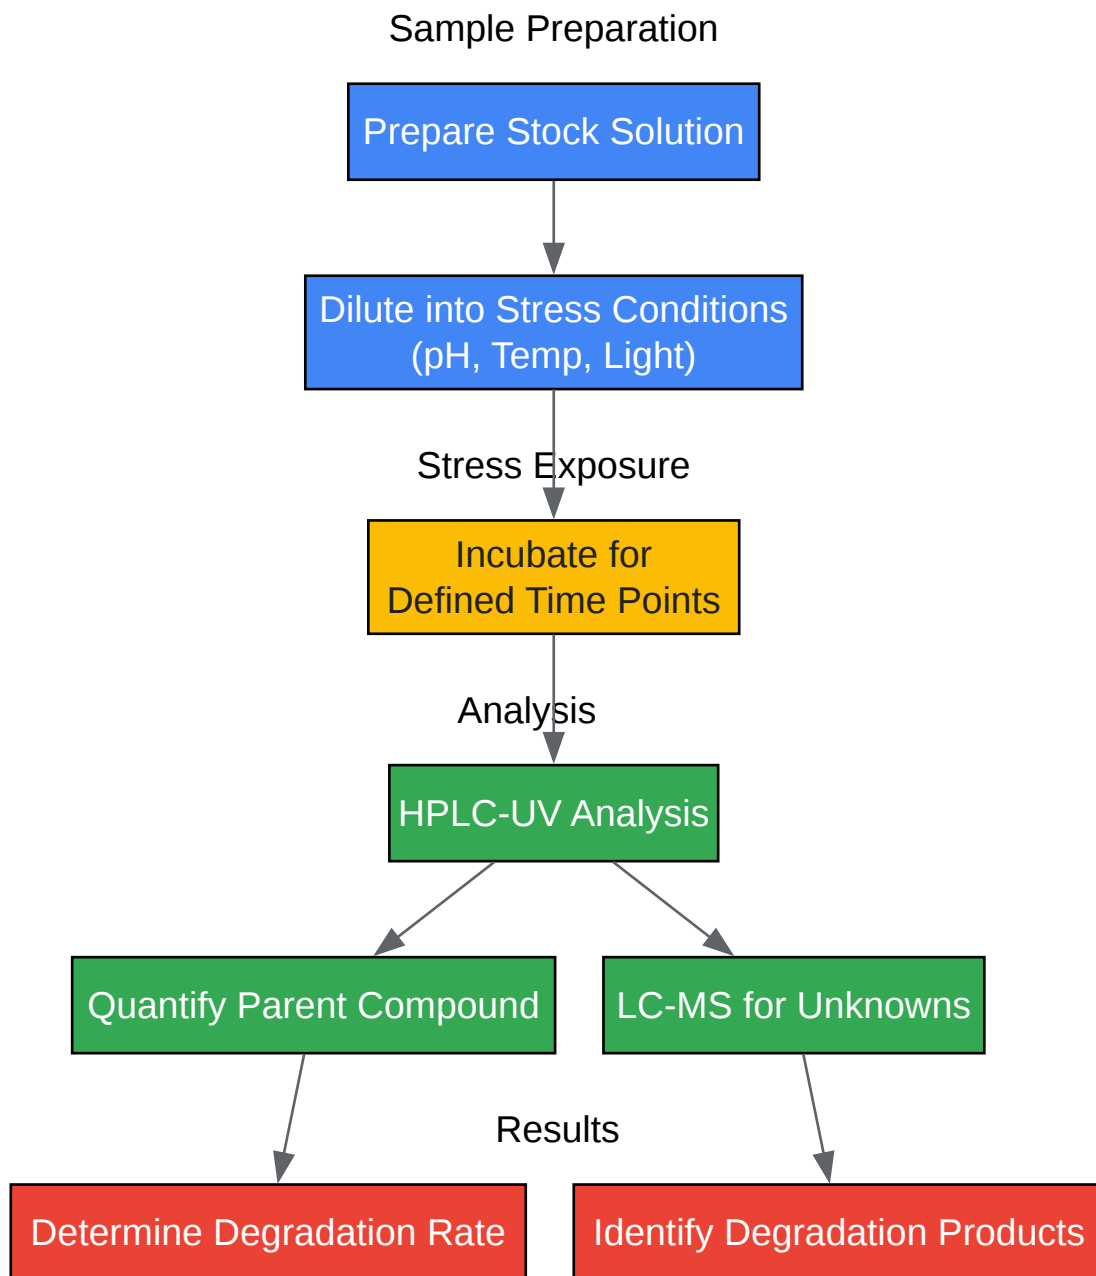 Sample Preparation
Prepare Stock Solution
Dilute into Stress Conditions
(pH, Temp, Light)
Stress Exposure
Incubate for
Defined Time Points
Analysis
HPLC-UV Analysis
Quantify Parent Compound
LC-MS for Unknowns
Results
Determine Degradation Rate
Identify Degradation Products